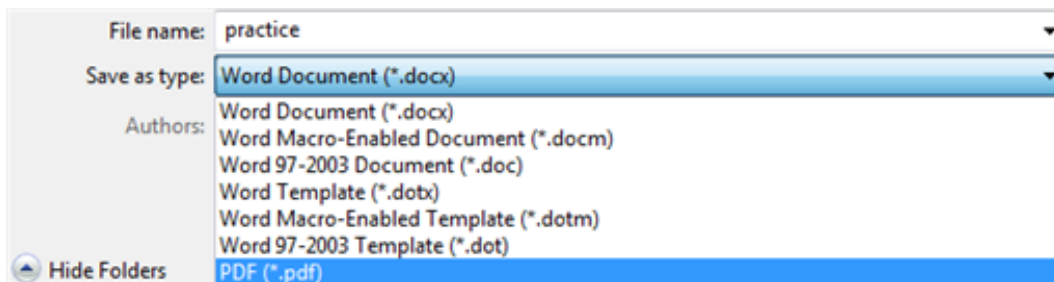 File name: practice
Save as type: Word Document (*.docx)
Word Document (*.docx)
Authors:
Word Macro-Enabled Document (*.docm)
Word 97-2003 Document (*.doc)
Word Template (*.dotx)
Word Macro-Enabled Template (*.dotm)
Word 97-2003 Template (*.dot)
Hide Folders
PDF (*.pdf)